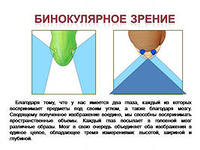 БИНОКУЛЯРНОЕ ЗРЕНИЕ
Благодаря тому, что у нас имеется два глаза, каждый из которых
воспринимает предметы под своим углом, а также благодаря мозгу.
Сводящему полученное изображение воедино, мы способны воспринимать
пространственные объемы. Каждый глаз посылает в головной мозг
различные образы. Мозг в свою очередь объединяет оба изображения в
единое целое, обладающее тремя измерениями: высотой, шириной и
глубиной.